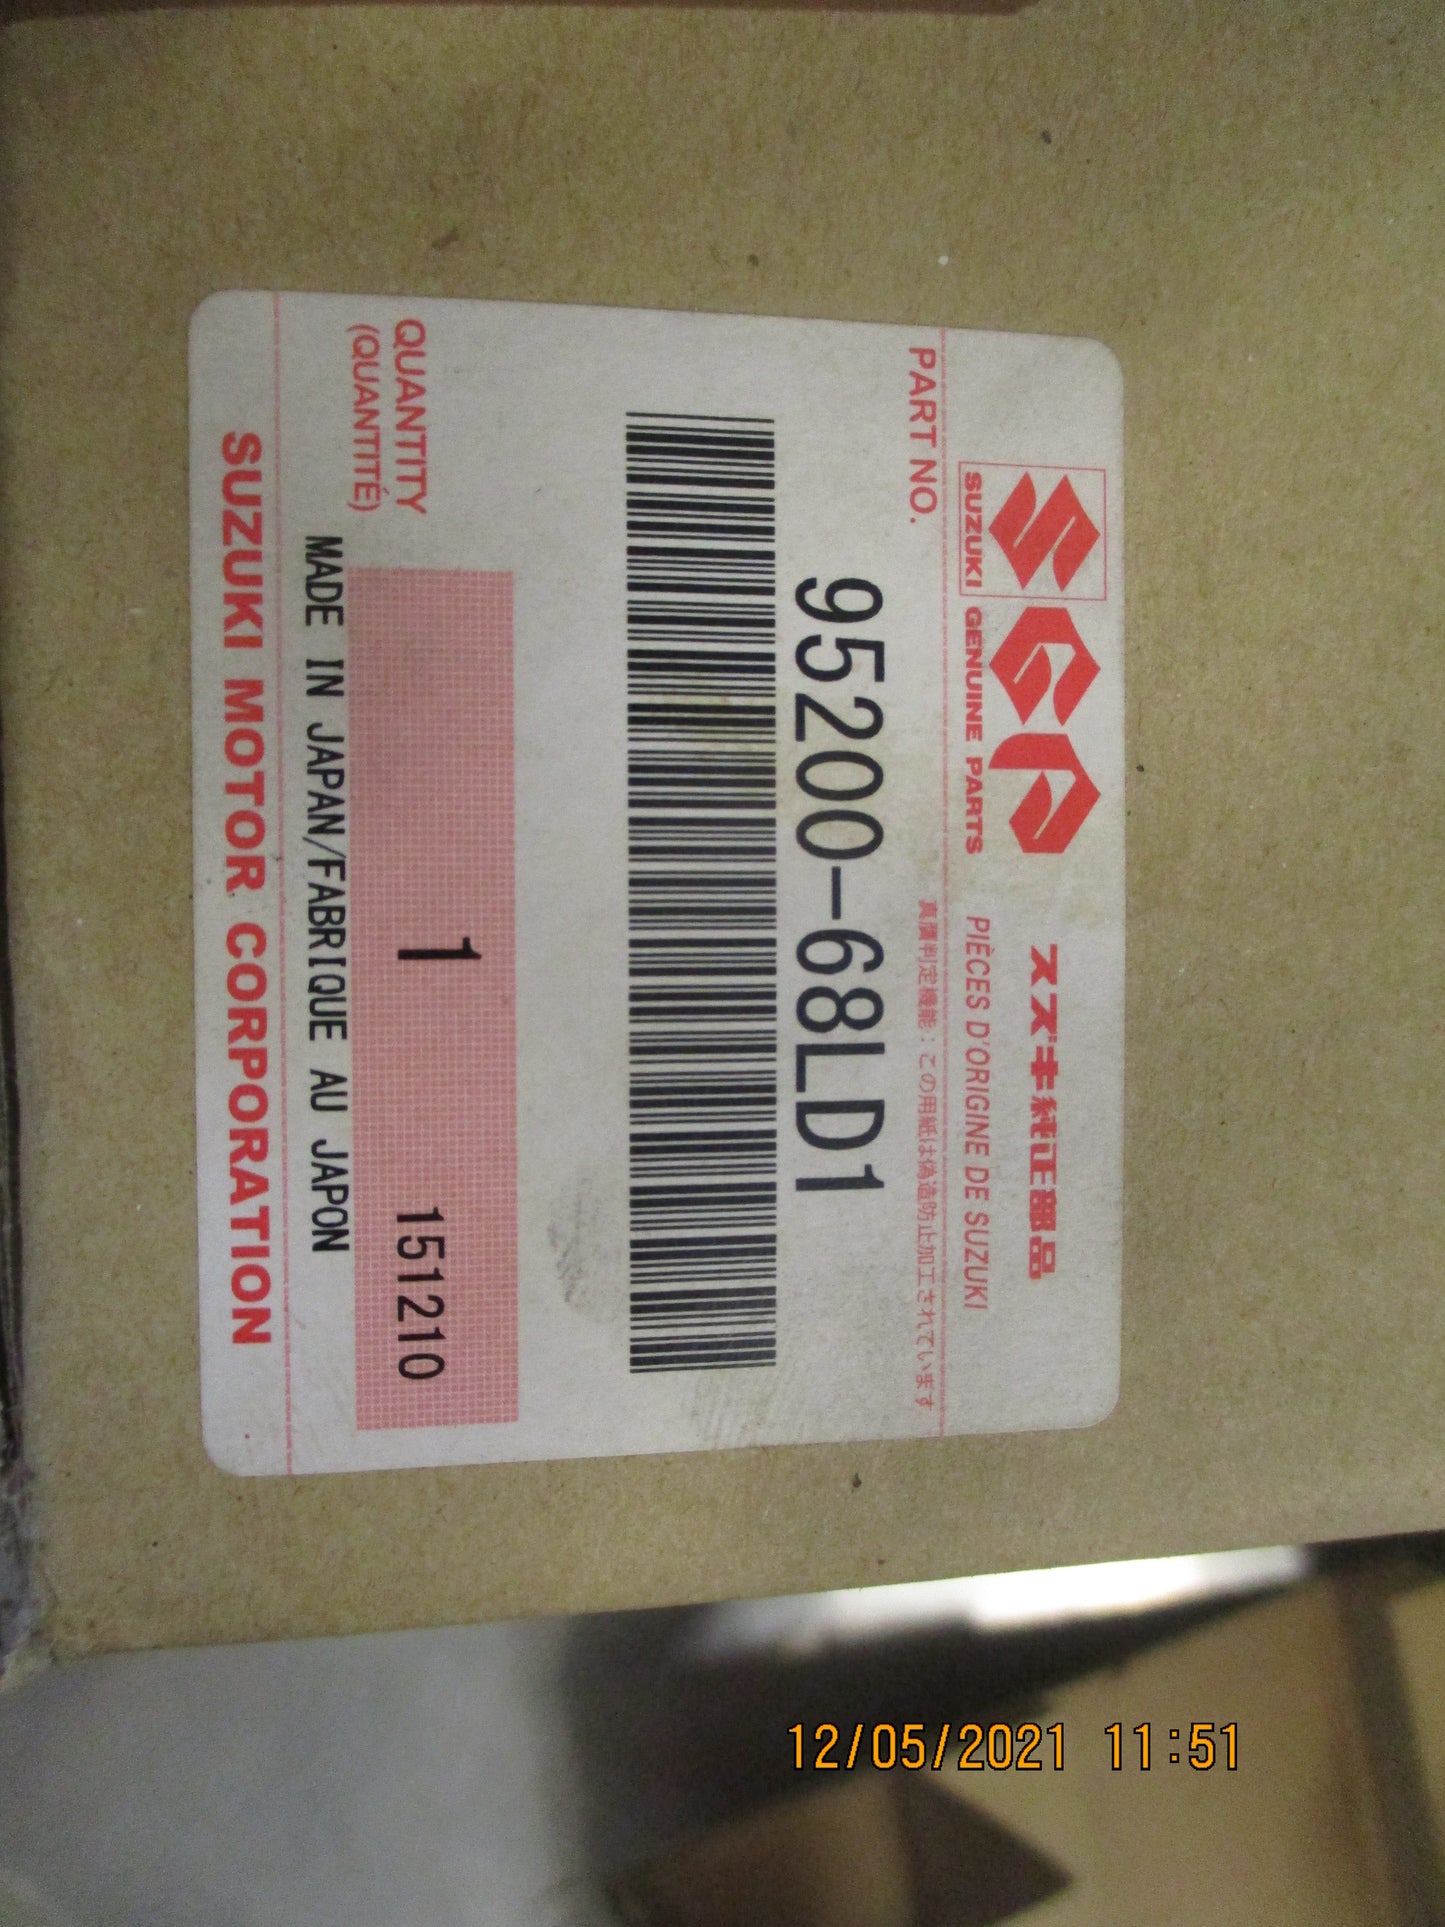 スズキ純正部品
SUZUKI GENUINE PARTS PIÈCES D'ORIGINE DE SUZUKI
真贋判定機能：この用紙は偽造防止加工されています
PART NO.
95200-68LD1
QUANTITY
(QUANTITÉ)
1
151210
MADE IN JAPAN/FABRIQUE AU JAPON
SUZUKI MOTOR CORPORATION
12/05/2021 11:51